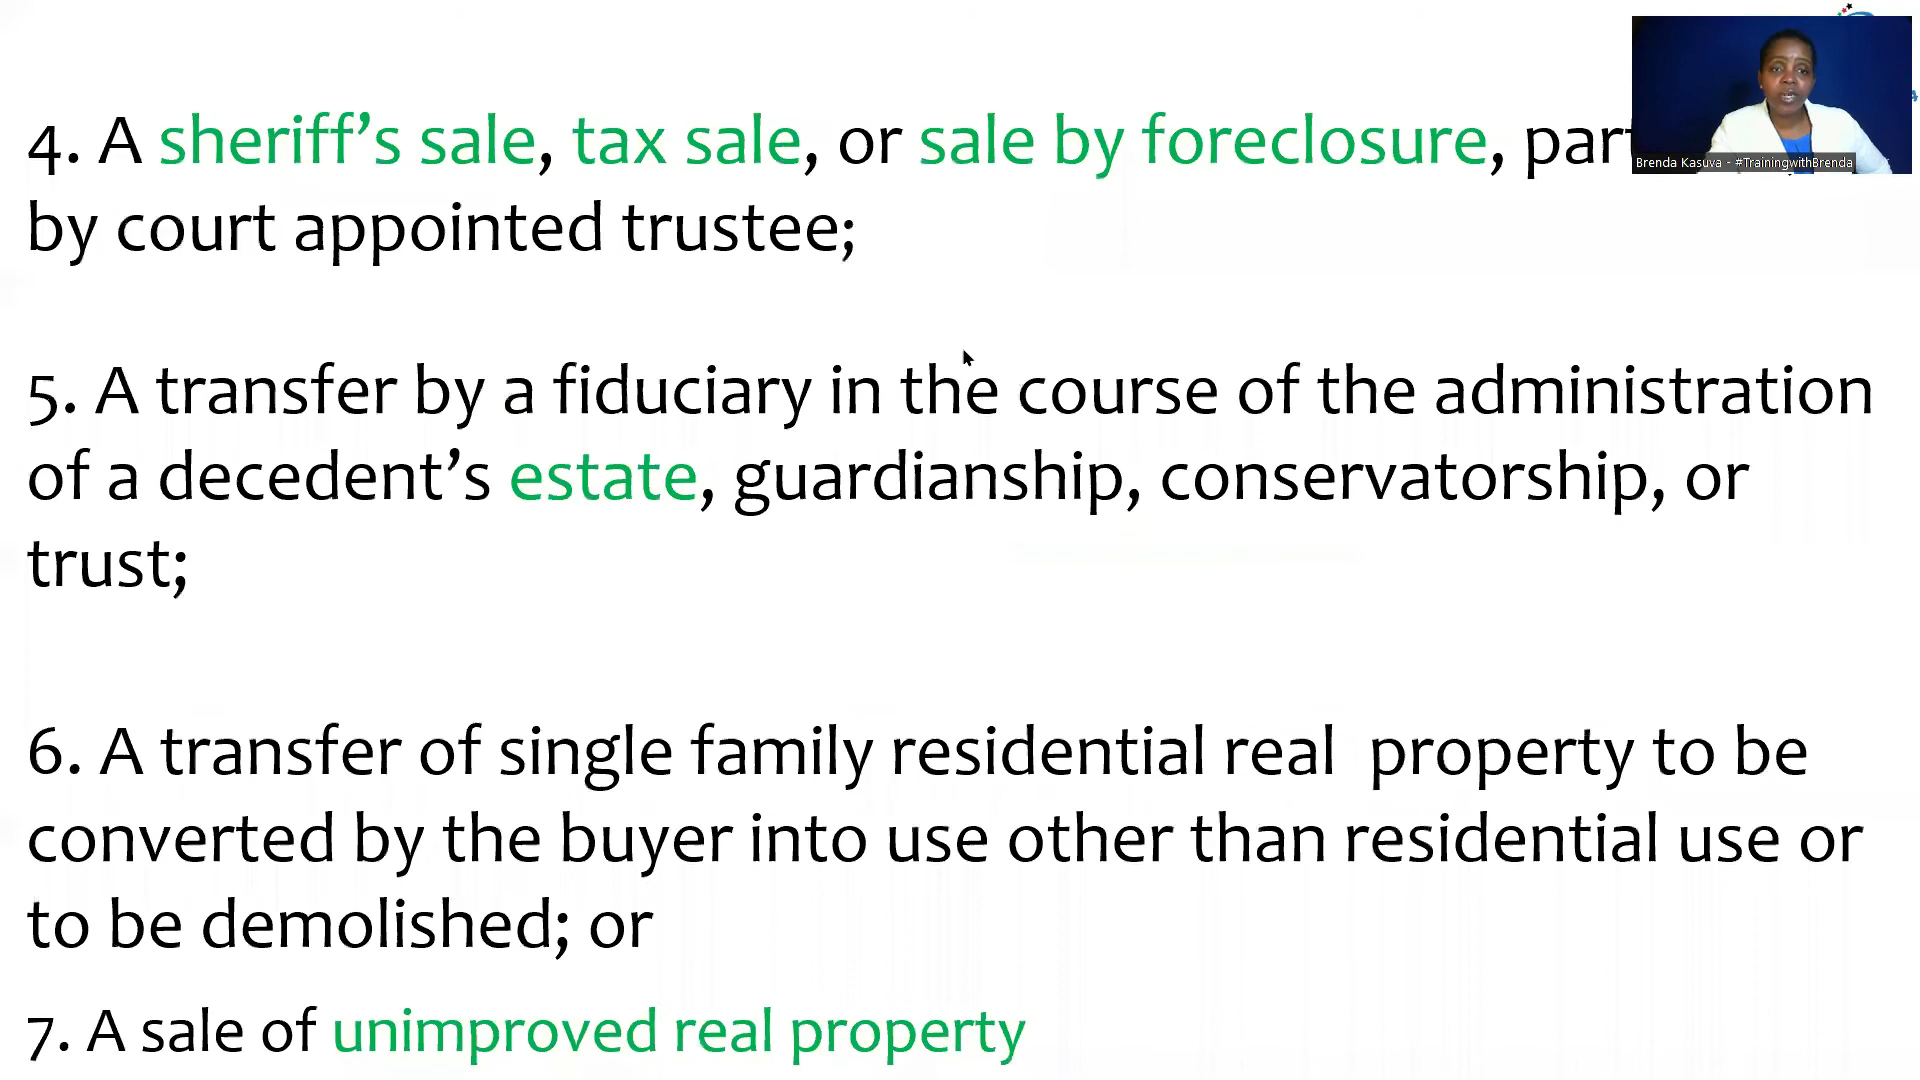 4. A sheriff’s sale, tax sale, or sale by foreclosure,
by court appointed trustee;
5. A transfer by a fiduciary in the course of the administration
of a decedent’s estate, guardianship, conservatorship, or
trust;
6. A transfer of single family residential real property to be
converted by the buyer into use other than residential use or
to be demolished; or
7. A sale of unimproved real property
Brenda Kasuva - #TrainingwithBrenda